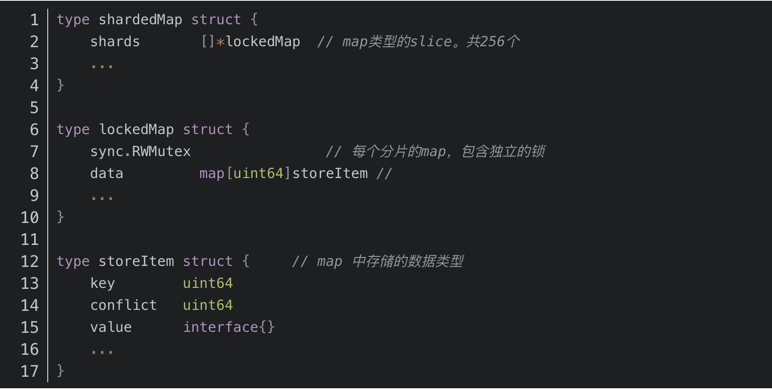 1 type shardedMap struct {
2     shards       []*lockedMap  // map类型的slice。共256个
3     ...
4 }
5
6 type lockedMap struct {
7     sync.RWMutex                // 每个分片的map，包含独立的锁
8     data         map[uint64]storeItem //
9     ...
10 }
11
12 type storeItem struct {     // map 中存储的数据类型
13     key        uint64
14     conflict   uint64
15     value      interface{}
16     ...
17 }